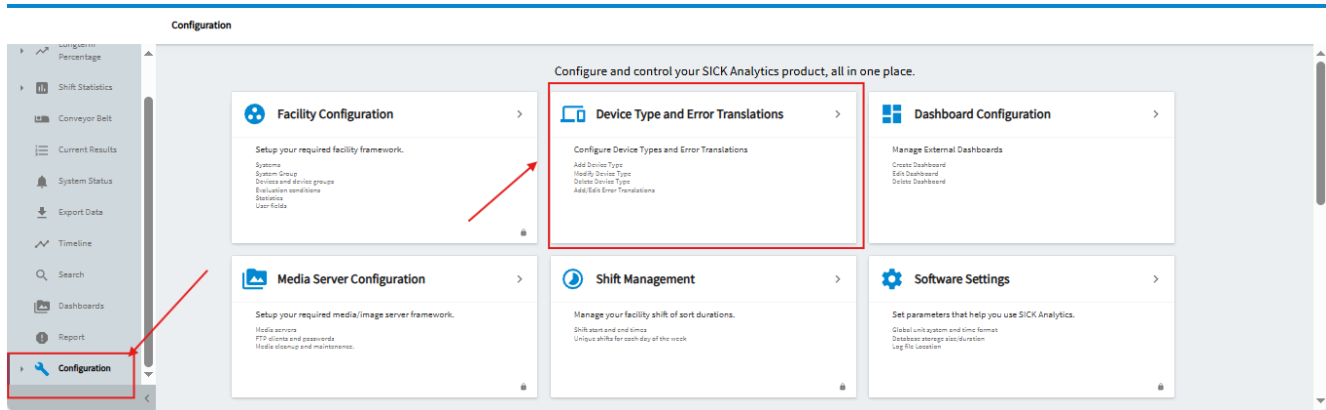 Configuration
Longterm
Percentage
Shift Statistics
Conveyor Belt
Current Results
System Status
Export Data
Timeline
Search
Dashboards
Report
Configuration
Configure and control your SICK Analytics product, all in one place.
Facility Configuration
Setup your required facility framework.
Systems
System Group
Devices and device groups
Evaluation conditions
Statistics
User fields
Device Type and Error Translations
Configure Device Types and Error Translations
Add Device Type
Modify Device Type
Delete Device Type
Add/Edit Error Translations
Dashboard Configuration
Manage External Dashboards
Create Dashboard
Edit Dashboard
Delete Dashboard
Media Server Configuration
Setup your required media/image server framework.
Media servers
FTP clients and passwords
Media cleanup and maintenance.
Shift Management
Manage your facility shift of sort durations.
Shift start and end times
Unique shifts for each day of the week
Software Settings
Set parameters that help you use SICK Analytics.
Global unit system and time format
Database storage size/duration
Log file Location